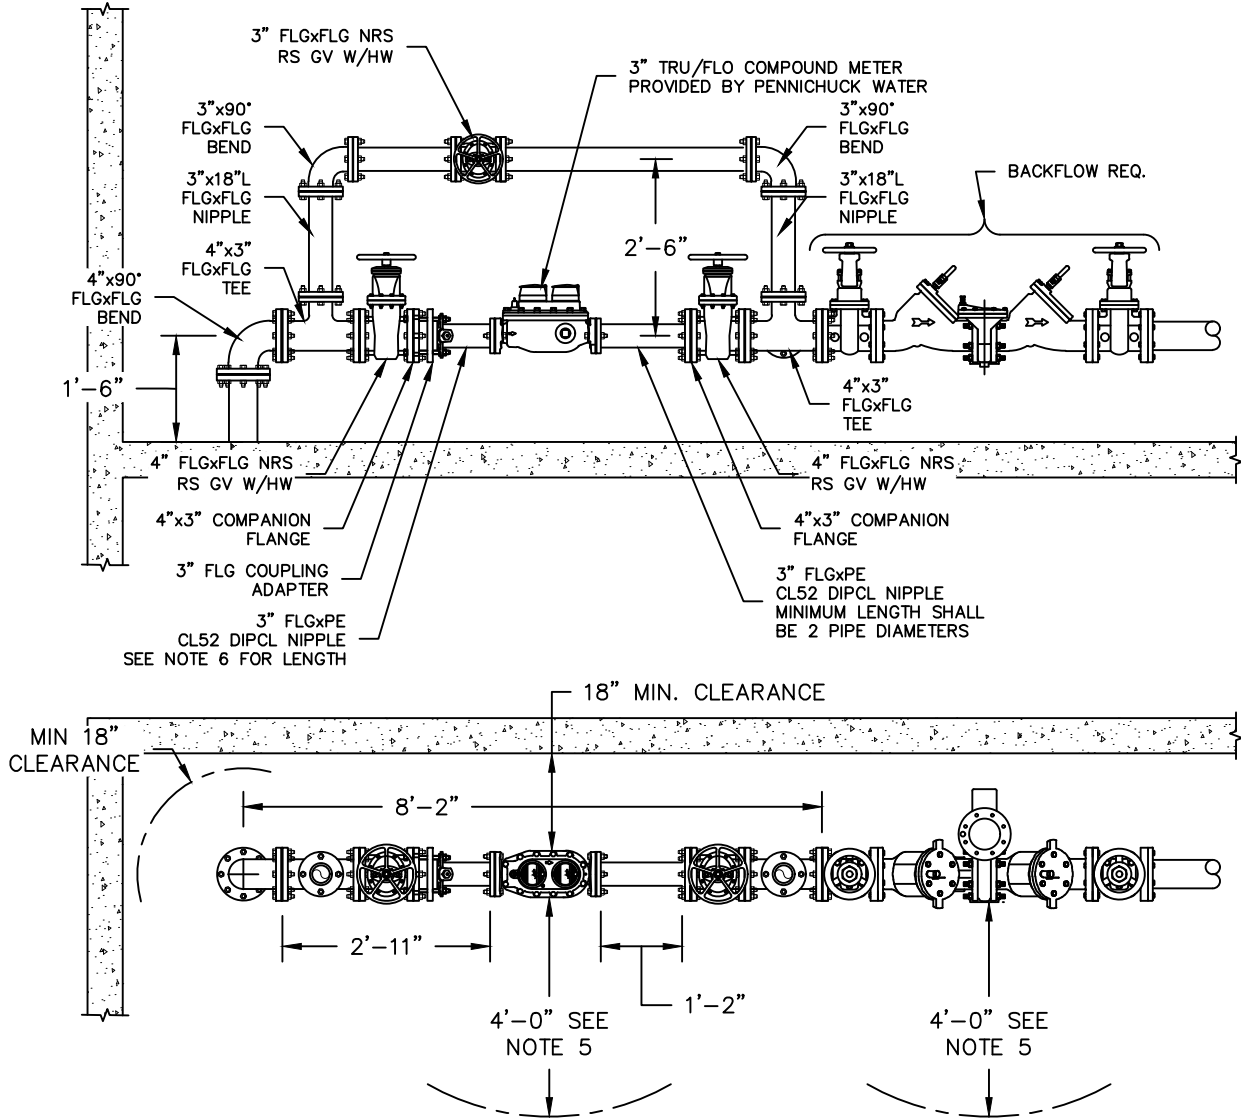 3" FLGxFLG NRS
RS GV W/HW
3" TRU/FLO COMPOUND METER
PROVIDED BY PENNICHUCK WATER
3"x90°
FLGxFLG
BEND
3"x90°
FLGxFLG
BEND
BACKFLOW REQ.
3"x18"L
FLGxFLG
NIPPLE
3"x18"L
FLGxFLG
NIPPLE
2'-6"
4"x3"
FLGxFLG
TEE
4"x90°
FLGxFLG
BEND
1'-6"
4"x3"
FLGxFLG
TEE
4" FLGxFLG NRS
RS GV W/HW
4" FLGxFLG NRS
RS GV W/HW
4"x3" COMPANION
FLANGE
4"x3" COMPANION
FLANGE
3" FLG COUPLING
ADAPTER
3" FLGxPE
CL52 DIPCL NIPPLE
MINIMUM LENGTH SHALL
BE 2 PIPE DIAMETERS
3" FLGxPE
CL52 DIPCL NIPPLE
SEE NOTE 6 FOR LENGTH
18" MIN. CLEARANCE
MIN 18"
CLEARANCE
8'-2"
2'-11"
1'-2"
4'-0" SEE
NOTE 5
4'-0" SEE
NOTE 5